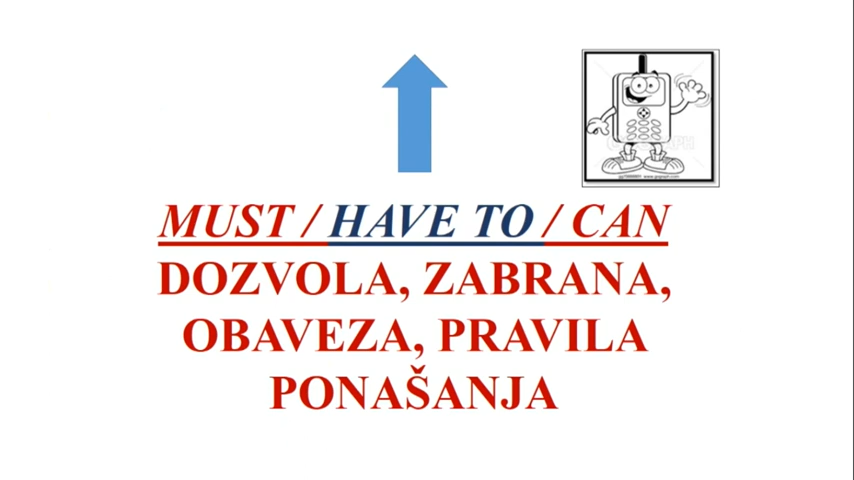 MUST / HAVE TO / CAN
DOZVOLA, ZABRANA,
OBAVEZA, PRAVILA
PONAŠANJA